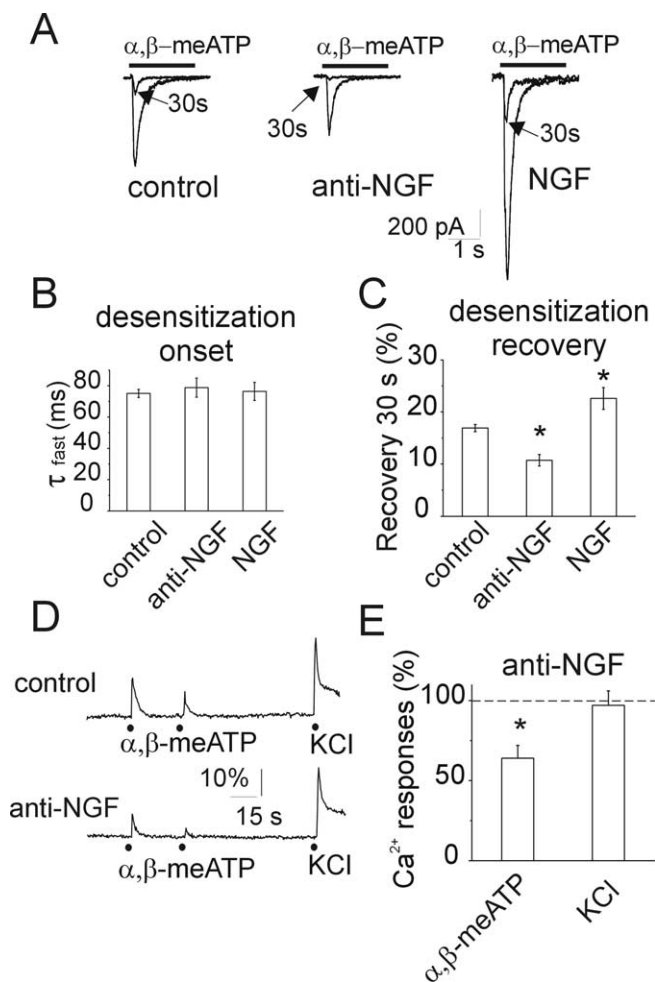 A
α,β–meATP
α,β–meATP
α,β–meATP
30s
30s
30s
control
anti-NGF
NGF
200 pA
1 s
B
desensitization
onset
τ fast (ms)
80
60
40
20
0
control
anti-NGF
NGF
C
desensitization
recovery
Recovery 30 s (%)
30
20
10
0
*
*
control
anti-NGF
NGF
D
control
α,β-meATP
KCl
10%
15 s
anti-NGF
α,β-meATP
KCl
E
anti-NGF
Ca²⁺ responses (%)
100
50
0
*
α,β-meATP
KCl